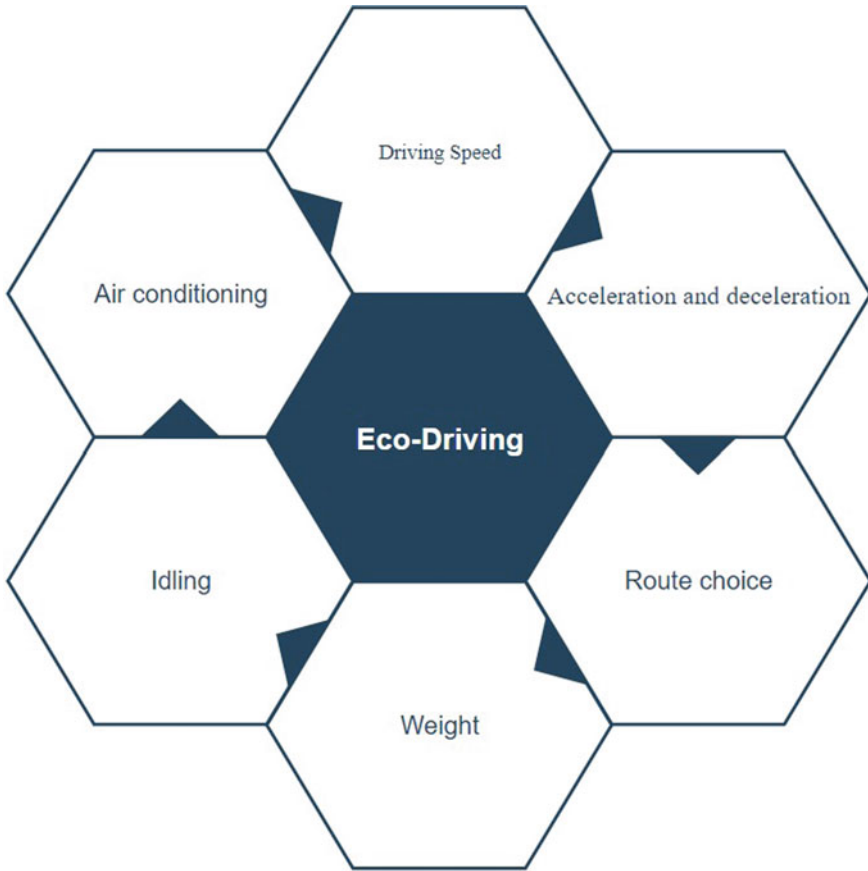 Driving Speed
Air conditioning
Acceleration and deceleration
Eco-Driving
Idling
Route choice
Weight